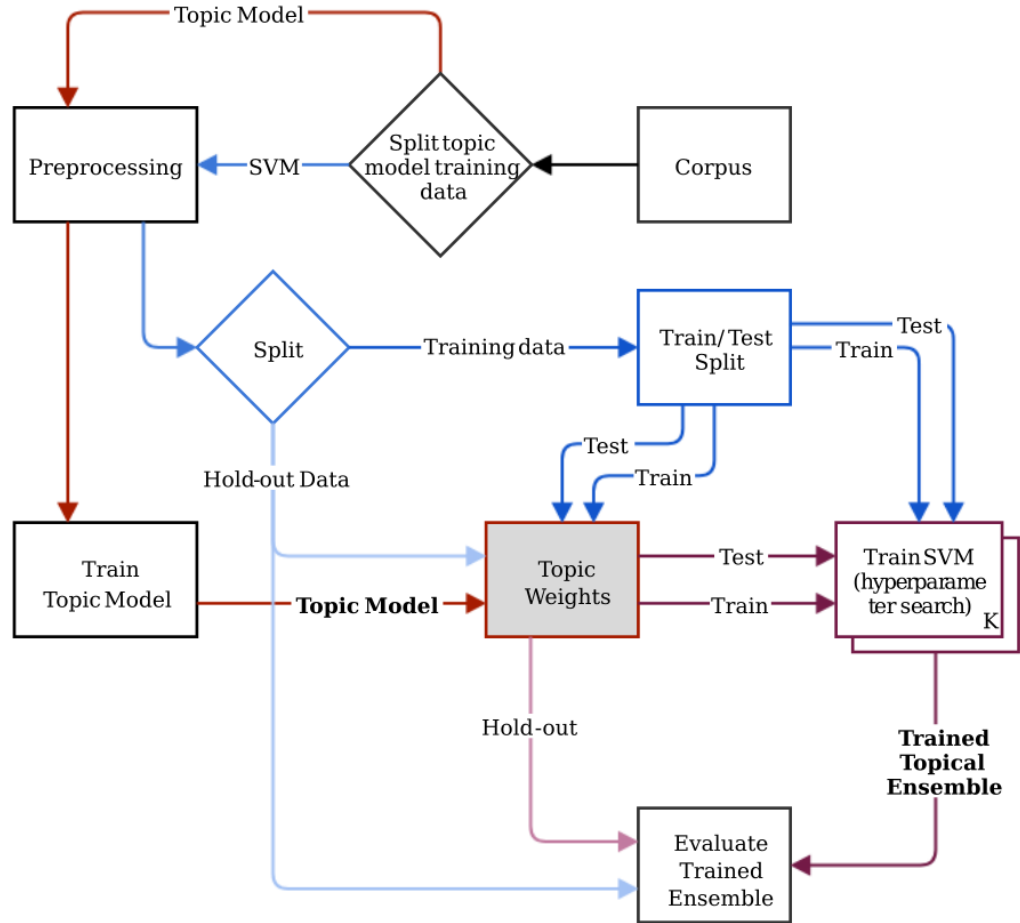 Topic Model
Preprocessing
SVM
Split topic
model training
data
Corpus
Split
Training data
Train/Test
Split
Test
Train
Test
Train
Hold-out Data
Train
Topic Model
Topic Model
Topic
Weights
Test
Train
Train SVM
(hyperparame
ter search)
K
Hold-out
Trained
Topical
Ensemble
Evaluate
Trained
Ensemble